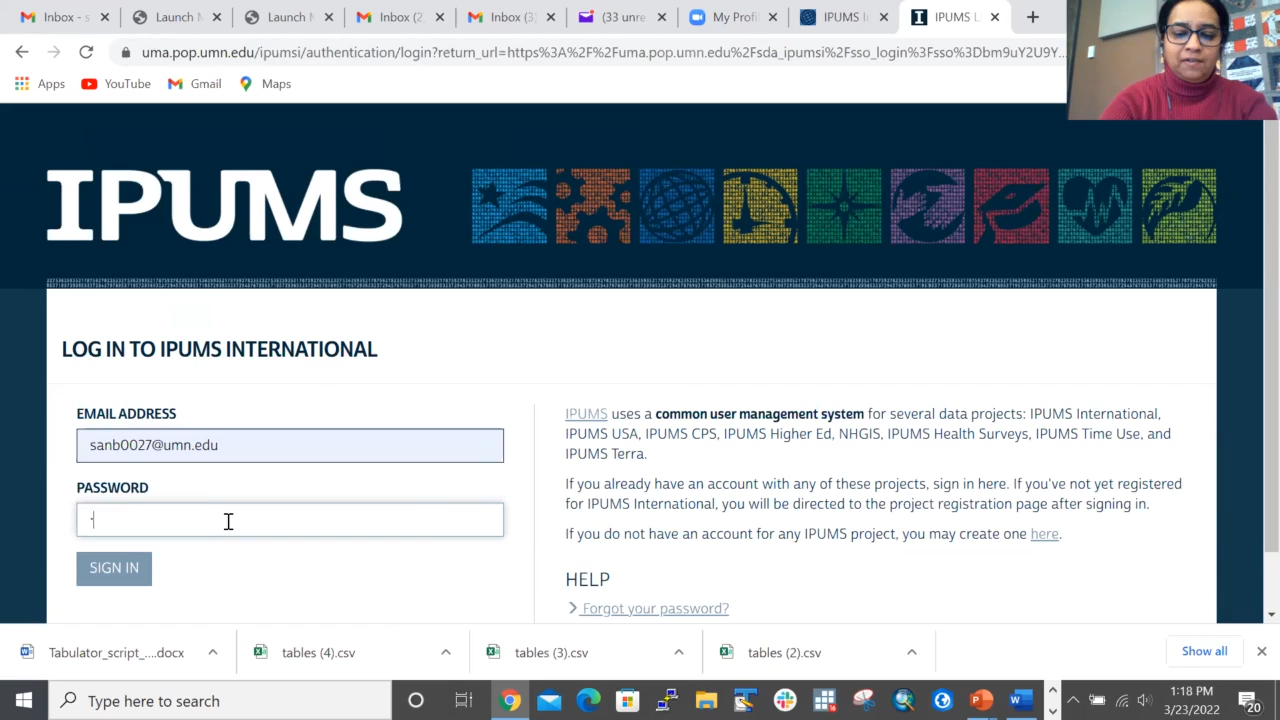 Inbox - s
Launch M
Launch M
Inbox (2,
Inbox (3)
(33 unre
My Profi
IPUMS I
IPUMS L
uma.pop.umn.edu/ipumsi/authentication/login?return_url=https%3A%2F%2Fuma.pop.umn.edu%2Fsda_ipumsi%2Fsso_login%3Fsso%3Dbm9uY2U9Y...
Apps
YouTube
Gmail
Maps
IPUMS
LOG IN TO IPUMS INTERNATIONAL
EMAIL ADDRESS
sanb0027@umn.edu
PASSWORD
SIGN IN
IPUMS uses a common user management system for several data projects: IPUMS International,
IPUMS USA, IPUMS CPS, IPUMS Higher Ed, NHGIS, IPUMS Health Surveys, IPUMS Time Use, and
IPUMS Terra.
If you already have an account with any of these projects, sign in here. If you've not yet registered
for IPUMS International, you will be directed to the project registration page after signing in.
If you do not have an account for any IPUMS project, you may create one here.
HELP
> Forgot your password?
Tabulator_script_....docx
tables (4).csv
tables (3).csv
tables (2).csv
Show all
Type here to search
1:18 PM
3/23/2022
20